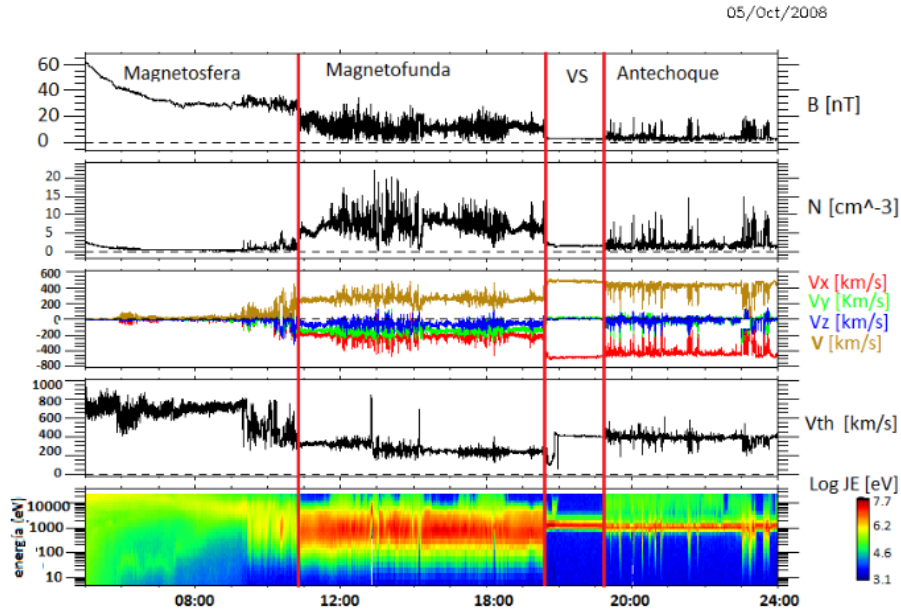 05/Oct/2008
Magnetosfera Magnetofunda VS Antechoque
60
40
20
0
B [nT]
20
15
10
5
0
N [cm^-3]
600
400
200
0
-200
-400
-600
-800
Vx [km/s]
Vy [Km/s]
Vz [km/s]
V [km/s]
1000
800
600
400
200
0
Vth [km/s]
Log JE [eV]
energía [eV]
10000
1000
100
10
7.7
6.2
4.6
3.1
08:00 12:00 18:00 20:00 24:00